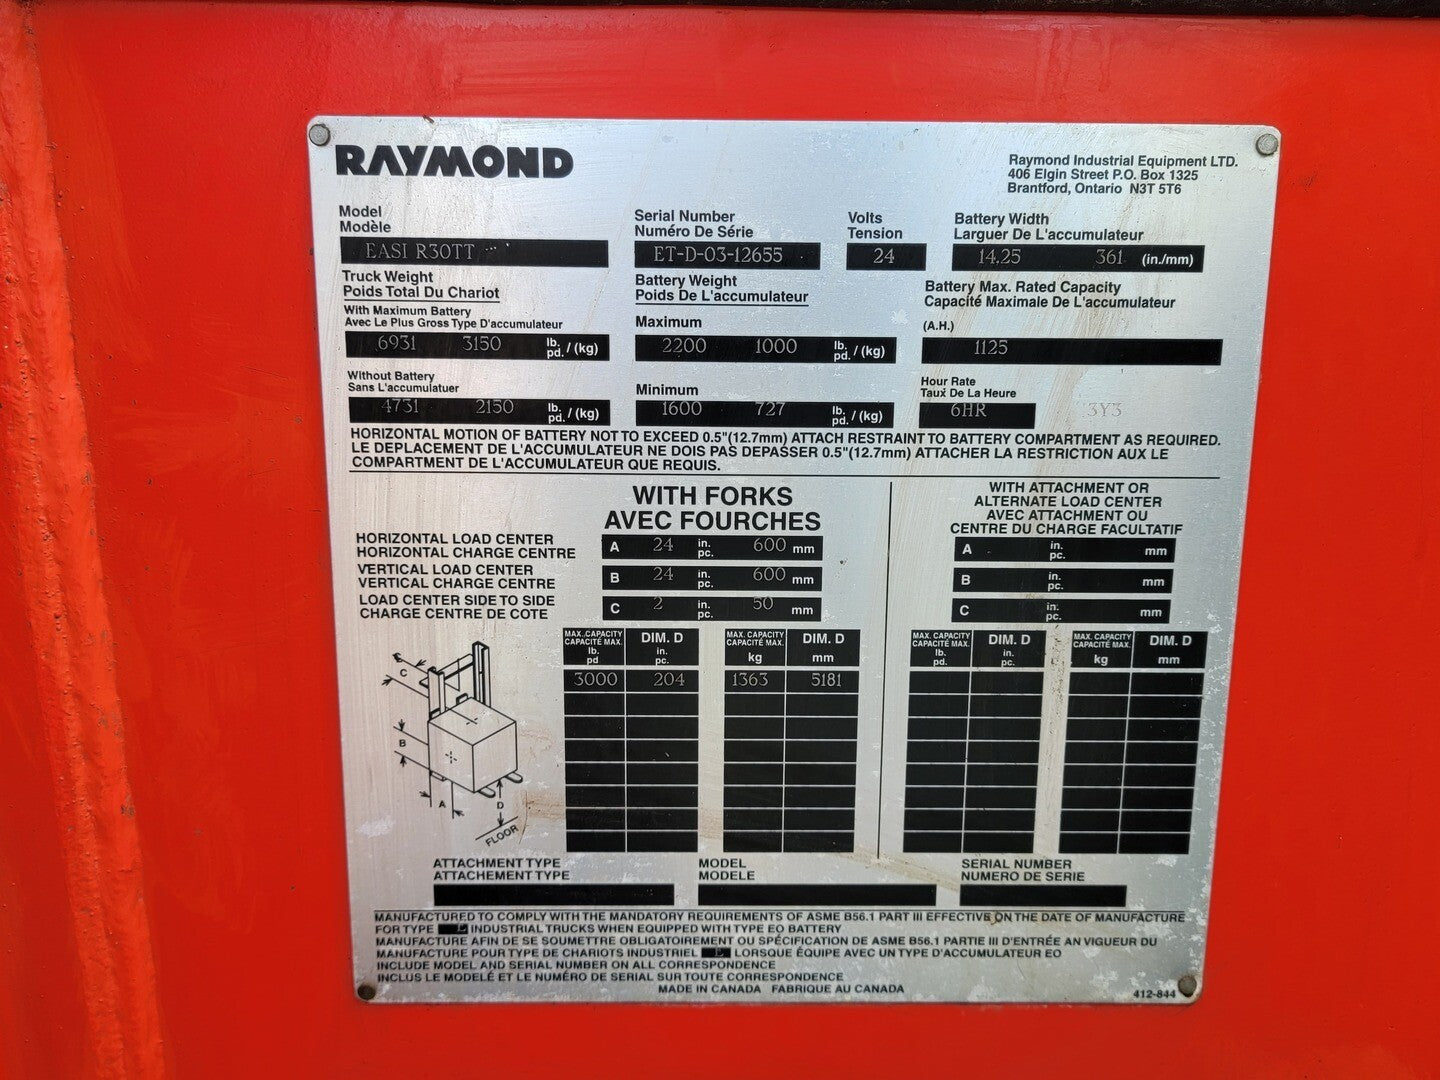 RAYMOND
Raymond Industrial Equipment LTD.
406 Elgin Street P.O. Box 1325
Brantford, Ontario N3T 5T6
Model
Modèle
EASI R30TT
Serial Number
Numéro De Série
ET-D-03-12655
Volts
Tension
24
Battery Width
Larguer De L'accumulateur
14.25 361 (in./mm)
Truck Weight
Poids Total Du Chariot
With Maximum Battery
Avec Le Plus Gross Type D'accumulateur
6931 3150 lb. pd. / (kg)
Battery Weight
Poids De L'accumulateur
Maximum
2200 1000 lb. pd. / (kg)
Battery Max. Rated Capacity
Capacité Maximale De L'accumulateur
(A.H.)
1125
Without Battery
Sans L'accumulatuer
4731 2150 lb. pd. / (kg)
Minimum
1600 727 lb. pd. / (kg)
Hour Rate
Taux De La Heure
6HR 3Y3
HORIZONTAL MOTION OF BATTERY NOT TO EXCEED 0.5"(12.7mm) ATTACH RESTRAINT TO BATTERY COMPARTMENT AS REQUIRED.
LE DEPLACEMENT DE L'ACCUMULATEUR NE DOIS PAS DEPASSER 0.5"(12.7mm) ATTACHER LA RESTRICTION AUX LE
COMPARTMENT DE L'ACCUMULATEUR QUE REQUIS.
WITH FORKS
AVEC FOURCHES
HORIZONTAL LOAD CENTER
HORIZONTAL CHARGE CENTRE
A 24 in. pc. 600 mm
VERTICAL LOAD CENTER
VERTICAL CHARGE CENTRE
B 24 in. pc. 600 mm
LOAD CENTER SIDE TO SIDE
CHARGE CENTRE DE COTE
C 2 in. pc. 50 mm
WITH ATTACHMENT OR
ALTERNATE LOAD CENTER
AVEC ATTACHMENT OU
CENTRE DU CHARGE FACULTATIF
A in. pc. mm
B in. pc. mm
C in. pc. mm
MAX. CAPACITY DIM. D MAX. CAPACITY DIM. D
CAPACITÉ MAX. CAPACITÉ MAX.
lb. in. kg mm
pd pc.
3000 204 1363 5181
MAX. CAPACITY DIM. D MAX. CAPACITY DIM. D
CAPACITÉ MAX. CAPACITÉ MAX.
lb. in. kg mm
pd. pc.
C
B
A
D
FLOOR
ATTACHMENT TYPE
ATTACHEMENT TYPE
MODEL
MODELE
SERIAL NUMBER
NUMERO DE SERIE
MANUFACTURED TO COMPLY WITH THE MANDATORY REQUIREMENTS OF ASME B56.1 PART III EFFECTIVE ON THE DATE OF MANUFACTURE
FOR TYPE E INDUSTRIAL TRUCKS WHEN EQUIPPED WITH TYPE EO BATTERY
MANUFACTURE AFIN DE SE SOUMETTRE OBLIGATOIREMENT OU SPÉCIFICATION DE ASME B56.1 PARTIE III D'ENTRÉE AN VIGUEUR DU
MANUFACTURE POUR TYPE DE CHARIOTS INDUSTRIEL E LORSQUE ÉQUIPE AVEC UN TYPE D'ACCUMULATEUR EO
INCLUDE MODEL AND SERIAL NUMBER ON ALL CORRESPONDENCE
INCLUS LE MODELÉ ET LE NUMÉRO DE SERIAL SUR TOUTE CORRESPONDENCE
MADE IN CANADA FABRIQUE AU CANADA
412-844